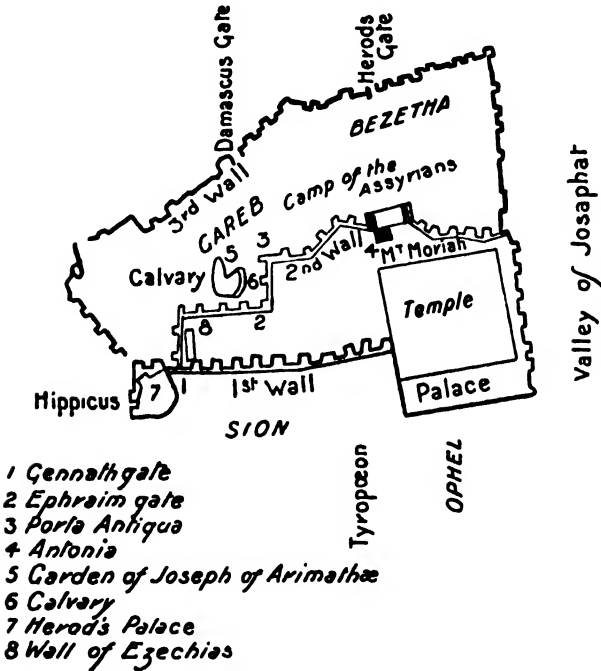 Damascus Gate
Herods
Gate
BEZETHA
3rd Wall
GAREB
Camp of the
Assyrians
Valley of Josaphat
5
3
Calvary
6
2nd Wall
4
MT Moriah
8
2
Temple
Hippicus
7
1
1st Wall
Palace
SION
Tyropœon
OPHEL
1 Gennathgate
2 Ephraim gate
3 Porta Antiqua
4 Antonia
5 Garden of Joseph of Arimathæ
6 Calvary
7 Herod's Palace
8 Wall of Ezechias